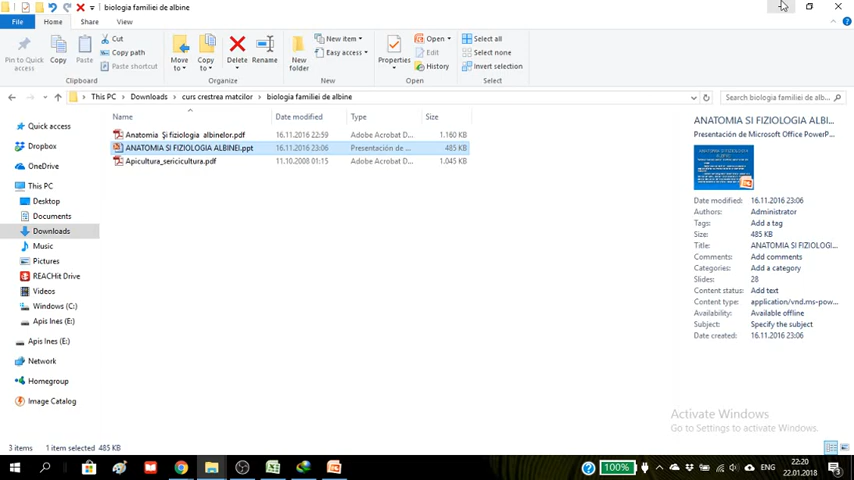 biologia familiei de albine
File Home Share View
Pin to Quick access
Copy
Paste
Cut
Copy path
Paste shortcut
Clipboard
Move to
Copy to
Delete
Rename
Organize
New folder
New item
Easy access
New
Properties
Open
Edit
History
Open
Select all
Select none
Invert selection
Select
This PC Downloads curs crestrea matcilor biologia familiei de albine
Search biologia familiei de alb...
Name Date modified Type Size
Anatomia Şi fiziologia albinelor.pdf 16.11.2016 22:59 Adobe Acrobat D... 1.160 KB
ANATOMIA SI FIZIOLOGIA ALBINEI.ppt 16.11.2016 23:06 Presentación de ... 485 KB
Apicultura_sericicultura.pdf 11.10.2008 01:15 Adobe Acrobat D... 1.045 KB
Quick access
Dropbox
OneDrive
This PC
Desktop
Documents
Downloads
Music
Pictures
REACHit Drive
Videos
Windows (C:)
Apis Ines (E:)
Apis Ines (E:)
Network
Homegroup
Image Catalog
ANATOMIA SI FIZIOLOGIA ALBI...
Presentación de Microsoft Office PowerP...
Date modified: 16.11.2016 23:06
Authors: Administrator
Tags: Add a tag
Size: 485 KB
Title: ANATOMIA SI FIZIOLOGI...
Comments: Add comments
Categories: Add a category
Slides: 28
Content status: Add text
Content type: application/vnd.ms-pow...
Availability: Available offline
Subject: Specify the subject
Date created: 16.11.2016 23:06
Activate Windows
Go to Settings to activate Windows.
3 items 1 item selected 485 KB
100%
ENG
22:20
22.01.2018
3